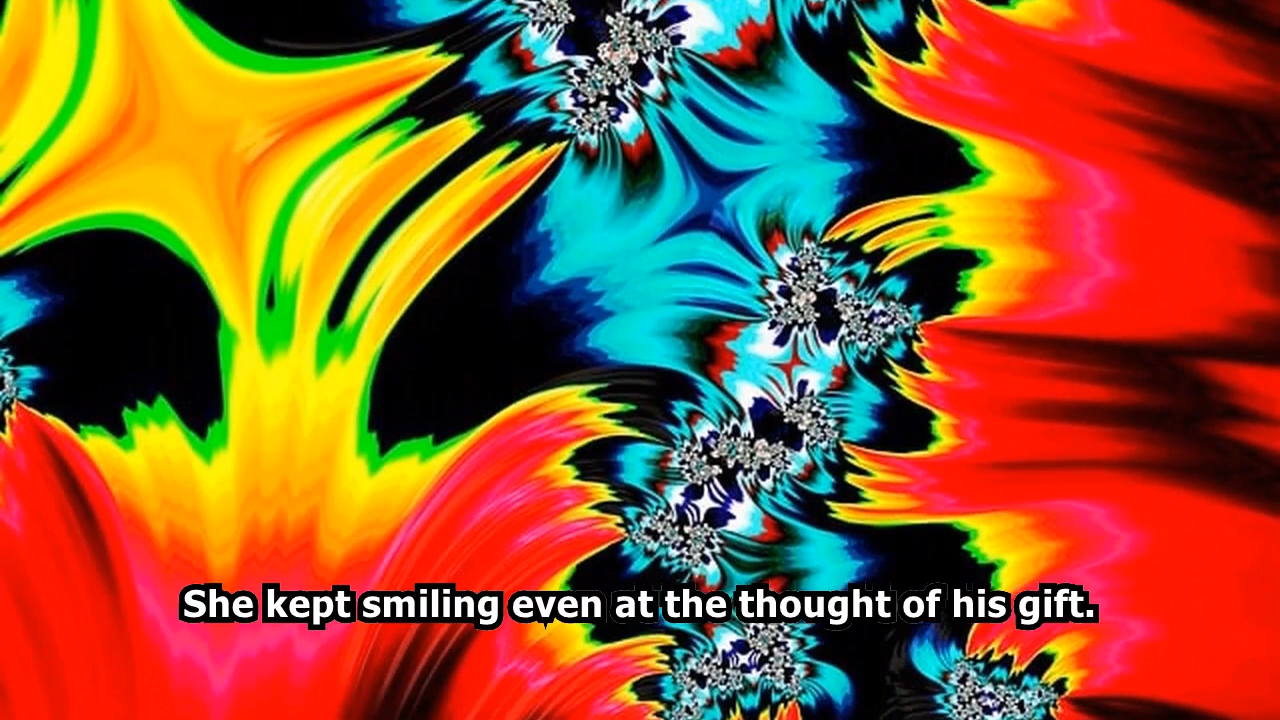 She kept smiling even at the thought of his gift.